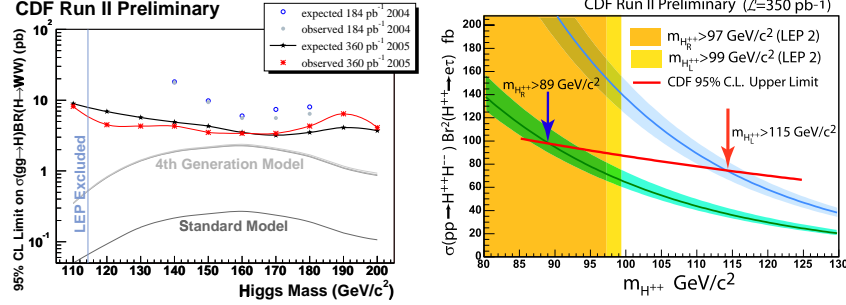 CDF Run II Preliminary
expected 184 pb⁻¹ 2004
observed 184 pb⁻¹ 2004
expected 360 pb⁻¹ 2005
observed 360 pb⁻¹ 2005
95% CL Limit on σ(gg→H)BR(H→WW) (pb)
10²
10
1
10⁻¹
LEP Excluded
4th Generation Model
Standard Model
110 120 130 140 150 160 170 180 190 200
Higgs Mass (GeV/c²)
CDF Run II Preliminary (ℒ=350 pb-1)
σ(pp→H⁺⁺H⁻⁻) Br²(H⁺⁺→eτ) fb
200
180
160
140
120
100
80
60
40
20
0
m_H_R⁺⁺>97 GeV/c² (LEP 2)
m_H_L⁺⁺>99 GeV/c² (LEP 2)
CDF 95% C.L. Upper Limit
m_H_R⁺⁺>89 GeV/c²
m_H_L⁺⁺>115 GeV/c²
80 85 90 95 100 105 110 115 120 125 130
m_H⁺⁺ GeV/c²